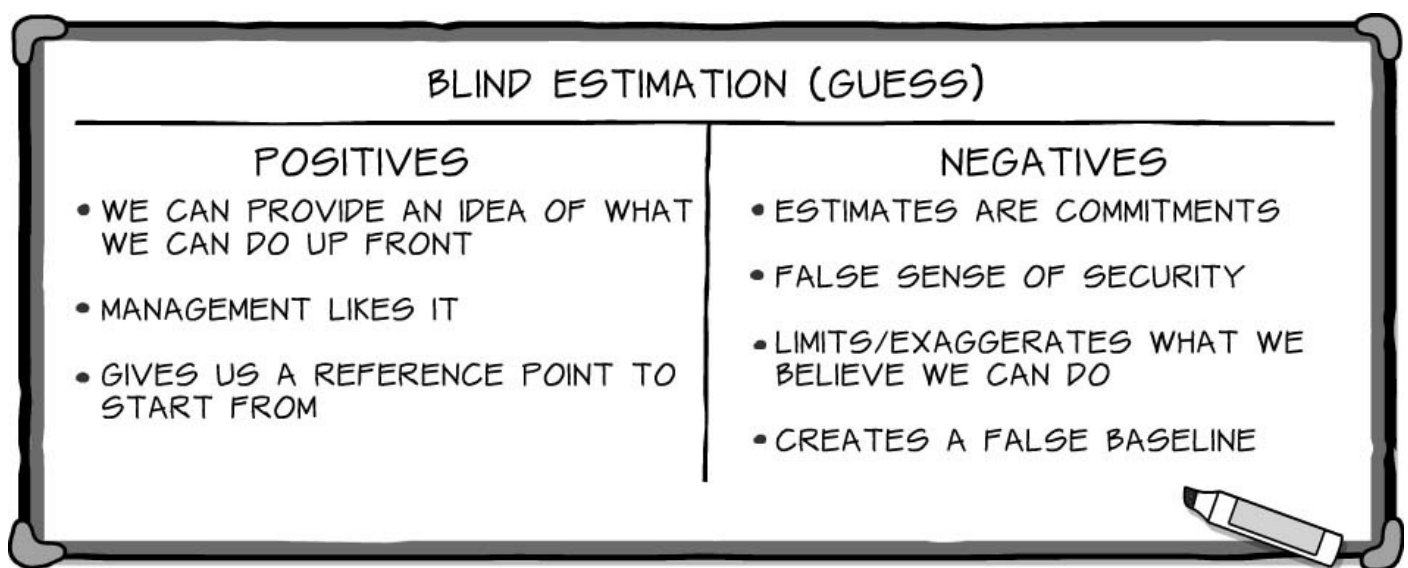 BLIND ESTIMATION (GUESS)
POSITIVES
• WE CAN PROVIDE AN IDEA OF WHAT
WE CAN DO UP FRONT
• MANAGEMENT LIKES IT
• GIVES US A REFERENCE POINT TO
START FROM
NEGATIVES
• ESTIMATES ARE COMMITMENTS
• FALSE SENSE OF SECURITY
• LIMITS/EXAGGERATES WHAT WE
BELIEVE WE CAN DO
• CREATES A FALSE BASELINE